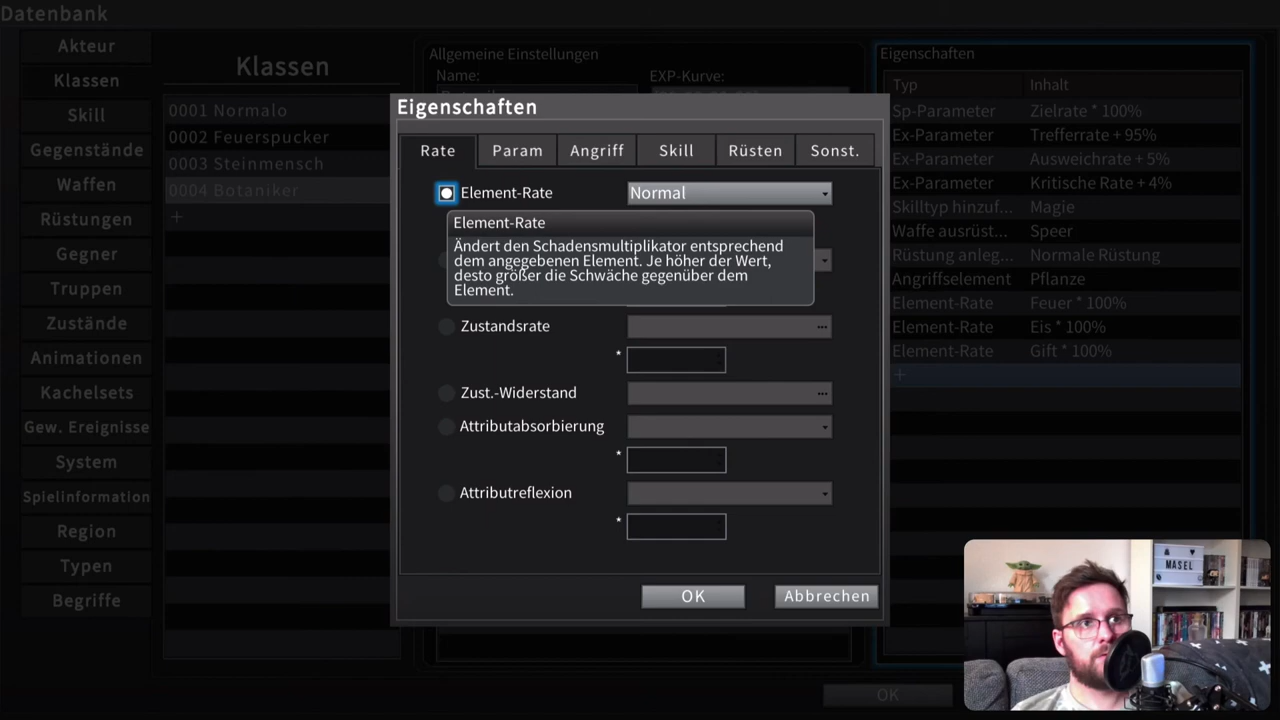 Datenbank
Akteur
Klassen
Skill
Gegenstände
Waffen
Rüstungen
Gegner
Truppen
Zustände
Animationen
Kachelsets
Gew. Ereignisse
System
Spielinformation
Region
Typen
Begriffe
Klassen
0001 Normalo
0002 Feuerspucker
0003 Steinmensch
0004 Botaniker
+
Allgemeine Einstellungen
Name:
EXP-Kurve:
Eigenschaften
Rate Param Angriff Skill Rüsten Sonst.
Element-Rate Normal
Element-Rate
Ändert den Schadensmultiplikator entsprechend
dem angegebenen Element. Je höher der Wert,
desto größer die Schwäche gegenüber dem
Element.
Zustandsrate ...
*
Zust.-Widerstand ...
Attributabsorbierung
*
Attributreflexion
*
OK Abbrechen
Eigenschaften
Typ Inhalt
Sp-Parameter Zielrate * 100%
Ex-Parameter Trefferrate + 95%
Ex-Parameter Ausweichrate + 5%
Ex-Parameter Kritische Rate + 4%
Skilltyp hinzuf... Magie
Waffe ausrüst... Speer
Rüstung anleg... Normale Rüstung
Angriffselement Pflanze
Element-Rate Feuer * 100%
Element-Rate Eis * 100%
Element-Rate Gift * 100%
+
MASEL
OK